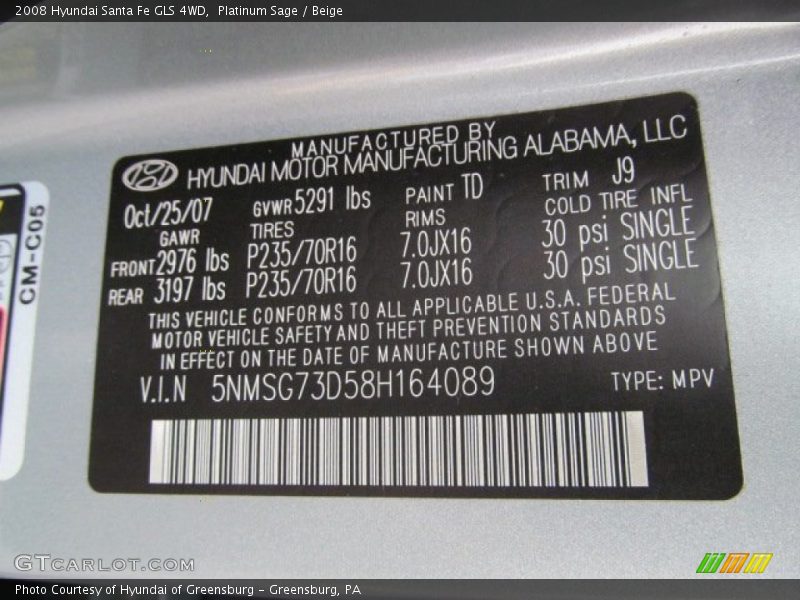 2008 Hyundai Santa Fe GLS 4WD, Platinum Sage / Beige
MANUFACTURED BY
HYUNDAI MOTOR MANUFACTURING ALABAMA, LLC
Oct/25/07 GVWR 5291 lbs PAINT TD TRIM J9
GAWR TIRES RIMS COLD TIRE INFL
FRONT 2976 lbs P235/70R16 7.0JX16 30 psi SINGLE
REAR 3197 lbs P235/70R16 7.0JX16 30 psi SINGLE
THIS VEHICLE CONFORMS TO ALL APPLICABLE U.S.A. FEDERAL
MOTOR VEHICLE SAFETY AND THEFT PREVENTION STANDARDS
IN EFFECT ON THE DATE OF MANUFACTURE SHOWN ABOVE
V.I.N 5NMSG73D58H164089 TYPE: MPV
CM-C05
GTCARLOT.COM
Photo Courtesy of Hyundai of Greensburg - Greensburg, PA